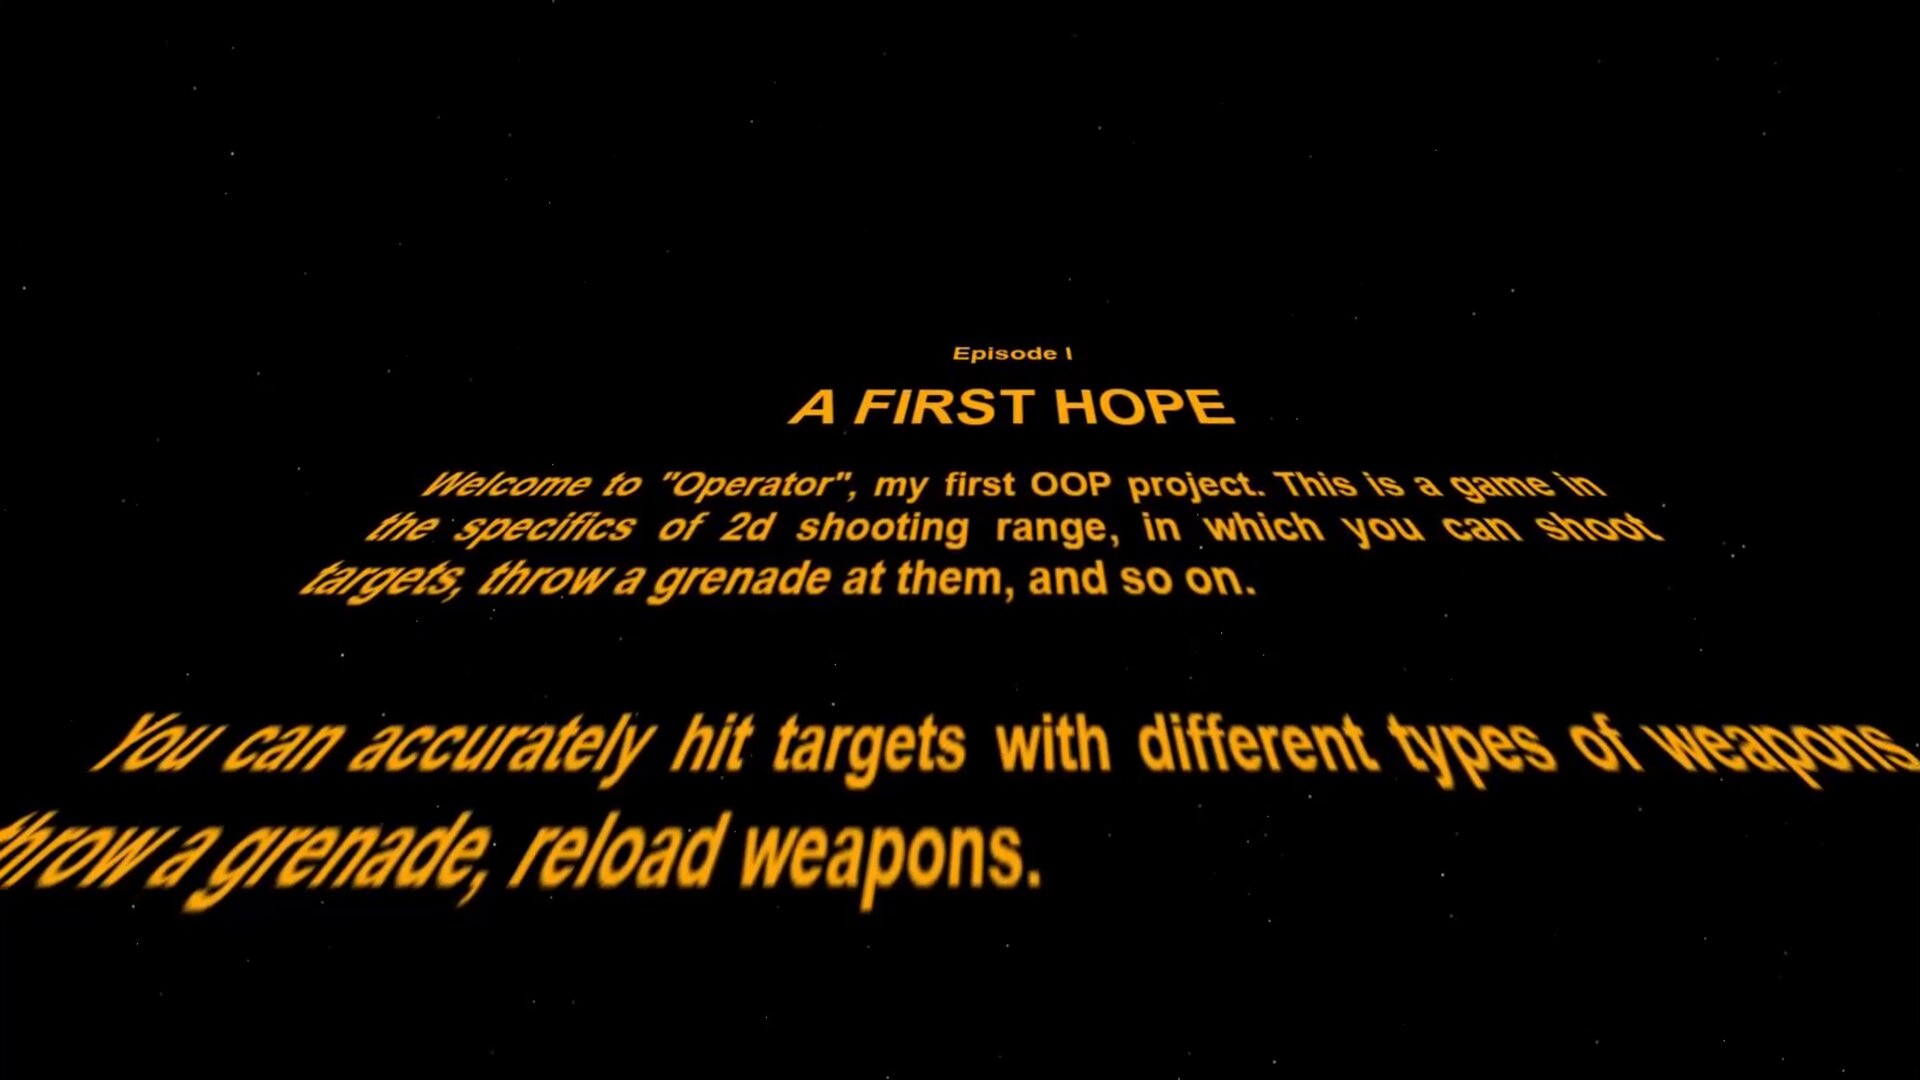 Episode I
A FIRST HOPE
Welcome to "Operator", my first OOP project. This is a game in
the specifics of 2d shooting range, in which you can shoot
targets, throw a grenade at them, and so on.
You can accurately hit targets with different types of weapons,
throw a grenade, reload weapons.